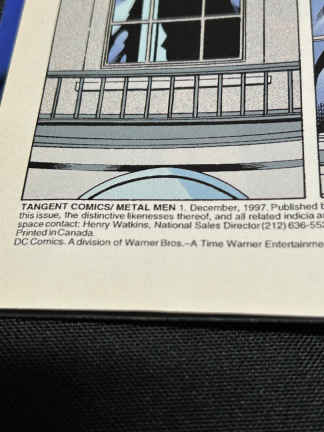 TANGENT COMICS/ METAL MEN 1. December, 1997. Published
this issue, the distinctive likenesses thereof, and all related indicia
space contact: Henry Watkins, National Sales Director (212) 636-55
Printed in Canada.
DC Comics. A division of Warner Bros.–A Time Warner Entertainme